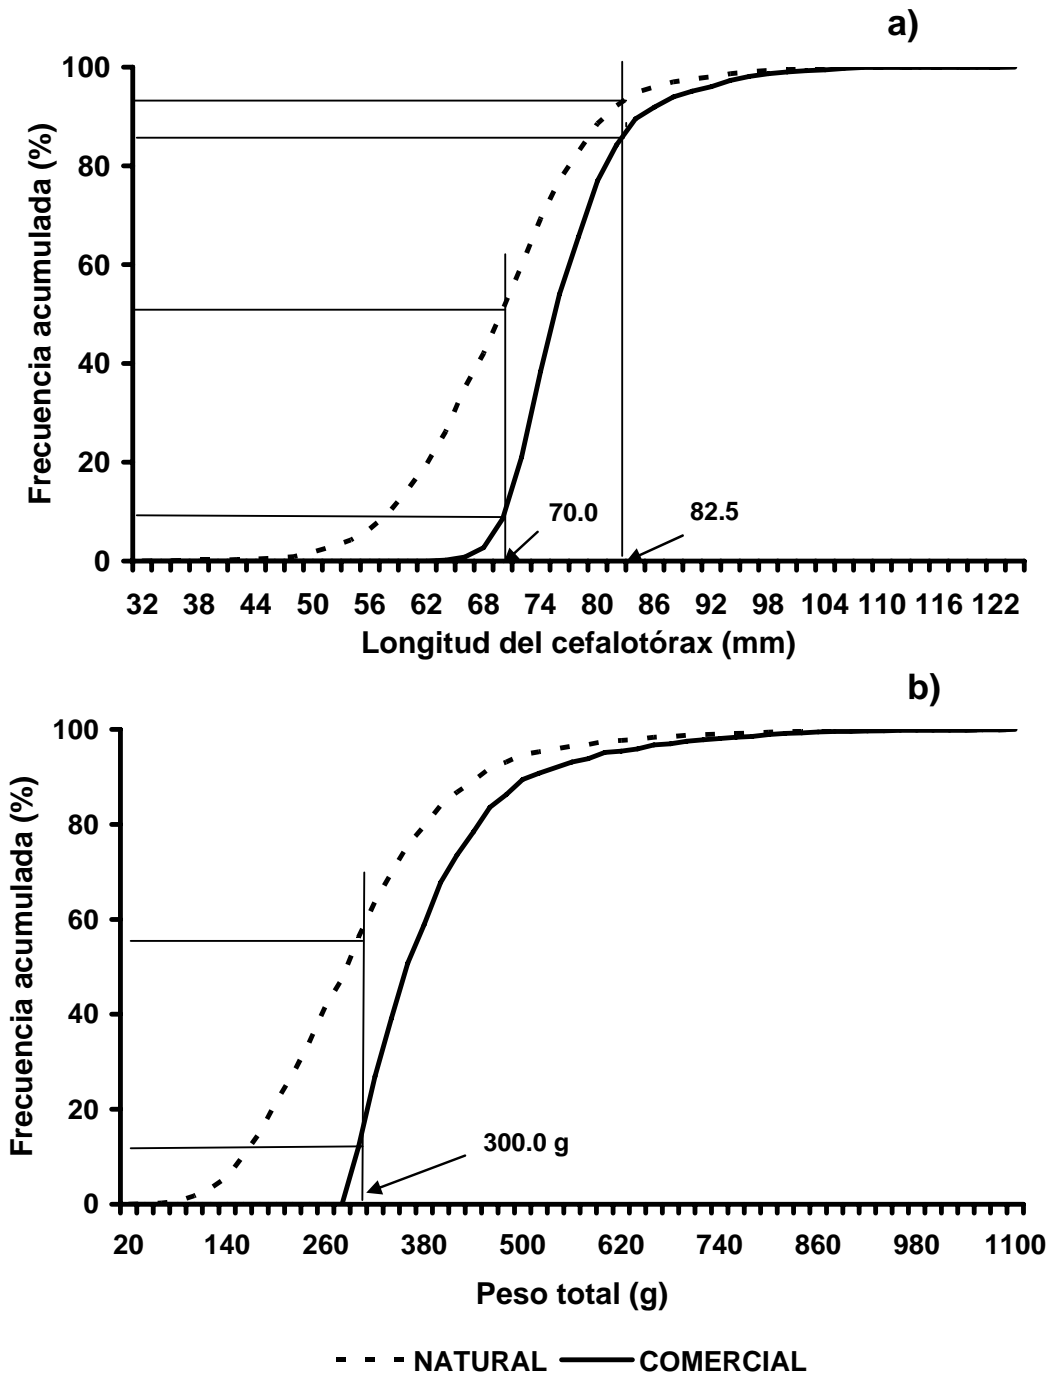 a)
100
80
60
40
20
0
Frecuencia acumulada (%)
70.0
82.5
32 38 44 50 56 62 68 74 80 86 92 98 104 110 116 122
Longitud del cefalotórax (mm)
b)
100
80
60
40
20
0
Frecuencia acumulada (%)
300.0 g
20 140 260 380 500 620 740 860 980 1100
Peso total (g)
NATURAL COMERCIAL